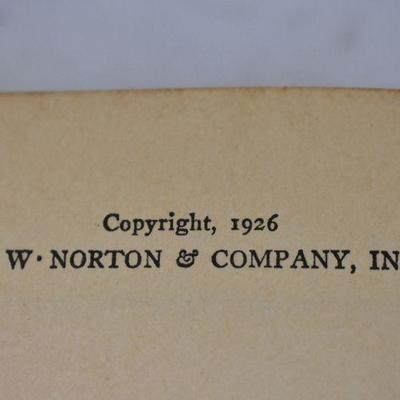 Copyright, 1926
W·NORTON & COMPANY, IN